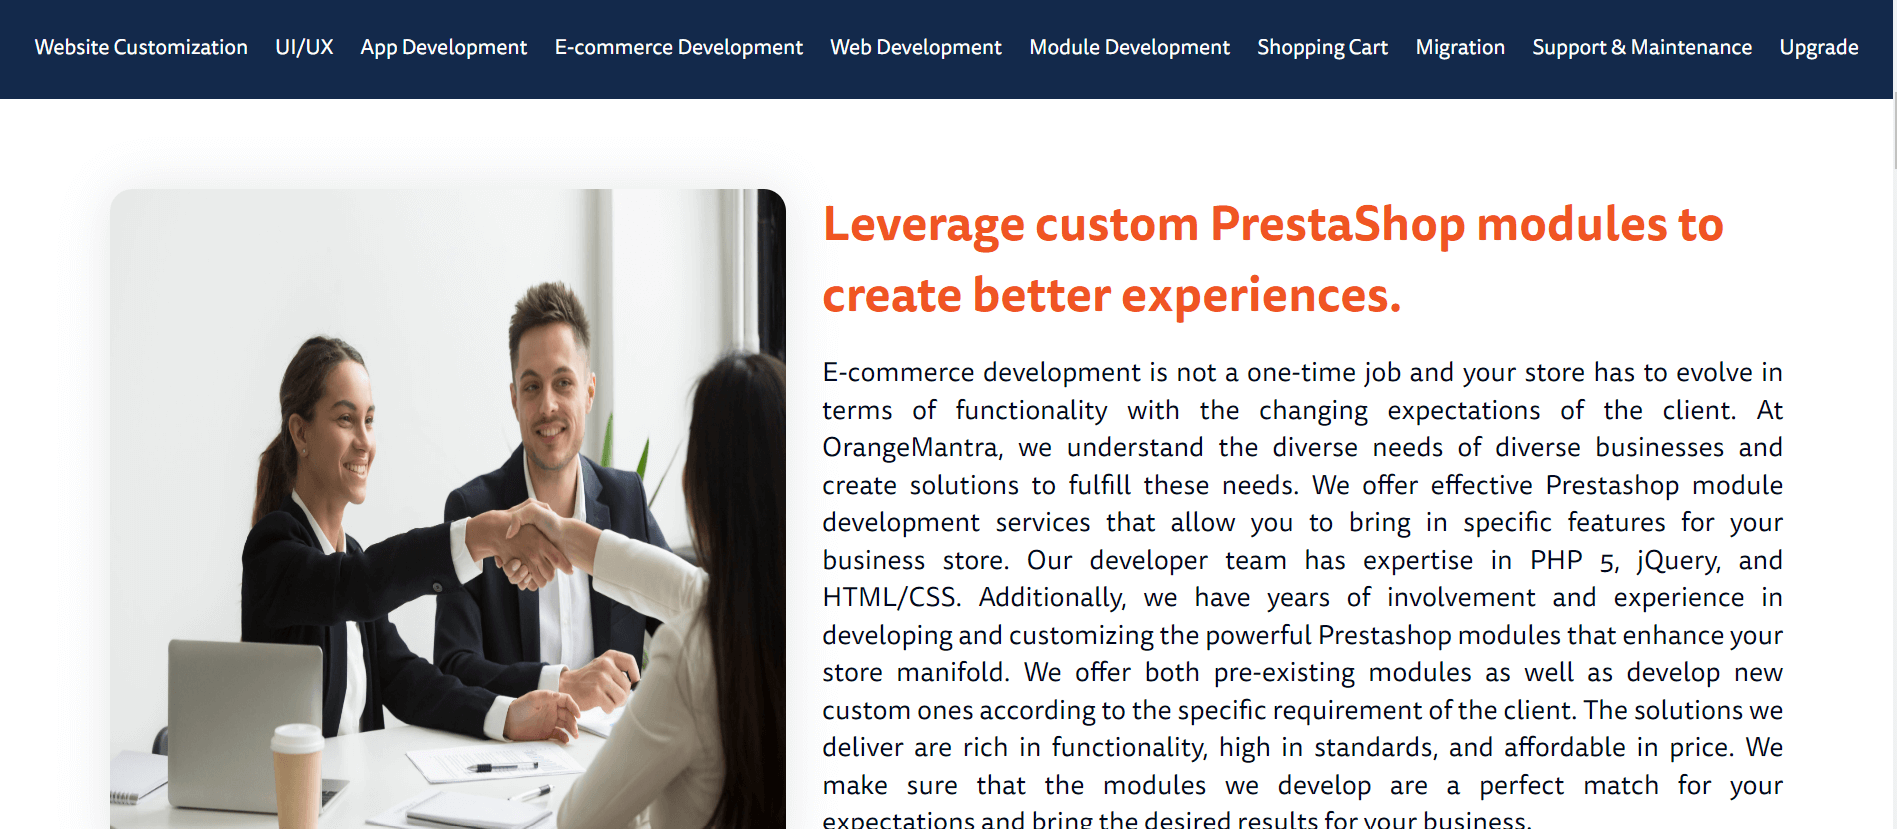 Website Customization UI/UX App Development E-commerce Development Web Development Module Development Shopping Cart Migration Support & Maintenance Upgrade
Leverage custom PrestaShop modules to
create better experiences.
E-commerce development is not a one-time job and your store has to evolve in
terms of functionality with the changing expectations of the client. At
OrangeMantra, we understand the diverse needs of diverse businesses and
create solutions to fulfill these needs. We offer effective Prestashop module
development services that allow you to bring in specific features for your
business store. Our developer team has expertise in PHP 5, jQuery, and
HTML/CSS. Additionally, we have years of involvement and experience in
developing and customizing the powerful Prestashop modules that enhance your
store manifold. We offer both pre-existing modules as well as develop new
custom ones according to the specific requirement of the client. The solutions we
deliver are rich in functionality, high in standards, and affordable in price. We
make sure that the modules we develop are a perfect match for your
expectations and bring the desired results for your business.